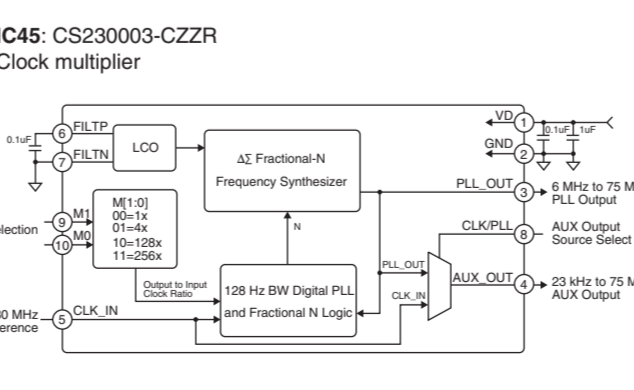 IC45: CS230003-CZZR
Clock multiplier
VD
1
0.1uF
1uF
GND
2
0.1uF
6
FILTP
7
FILTN
LCO
ΔΣ Fractional-N
Frequency Synthesizer
PLL_OUT
3
6 MHz to 75 M
PLL Output
M[1:0]
00=1x
01=4x
10=128x
11=256x
9
M1
10
M0
N
CLK/PLL
8
AUX Output
Source Select
PLL_OUT
CLK_IN
AUX_OUT
4
23 kHz to 75 M
AUX Output
Output to Input
Clock Ratio
128 Hz BW Digital PLL
and Fractional N Logic
MHz
5
CLK_IN